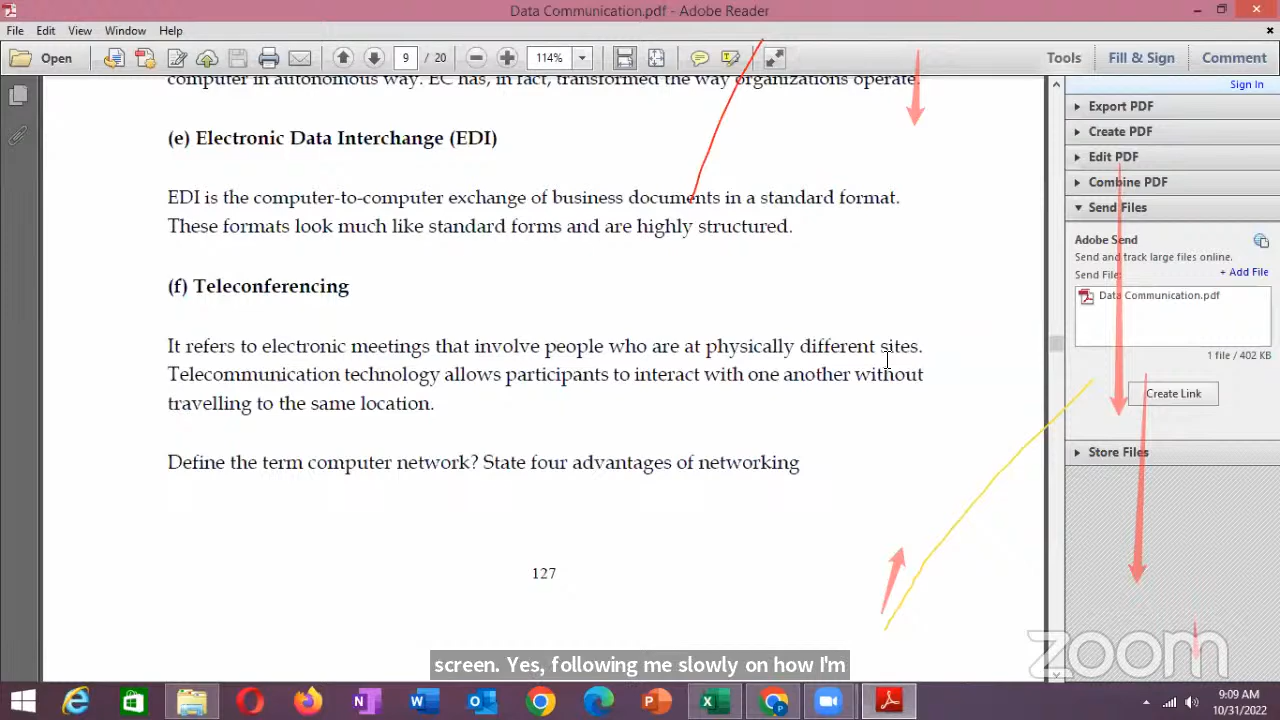 Data Communication.pdf - Adobe Reader
File Edit View Window Help
Open 9 / 20 114% Tools Fill & Sign Comment
computer in autonomous way. EC has, in fact, transformed the way organizations operate.
(e) Electronic Data Interchange (EDI)
EDI is the computer-to-computer exchange of business documents in a standard format.
These formats look much like standard forms and are highly structured.
(f) Teleconferencing
It refers to electronic meetings that involve people who are at physically different sites.
Telecommunication technology allows participants to interact with one another without
travelling to the same location.
Define the term computer network? State four advantages of networking
127
Sign In
Export PDF
Create PDF
Edit PDF
Combine PDF
Send Files
Adobe Send
Send and track large files online.
Send File:
+ Add File
Data Communication.pdf
1 file / 402 KB
Create Link
Store Files
screen. Yes, following me slowly on how I'm
zoom
9:09 AM
10/31/2022